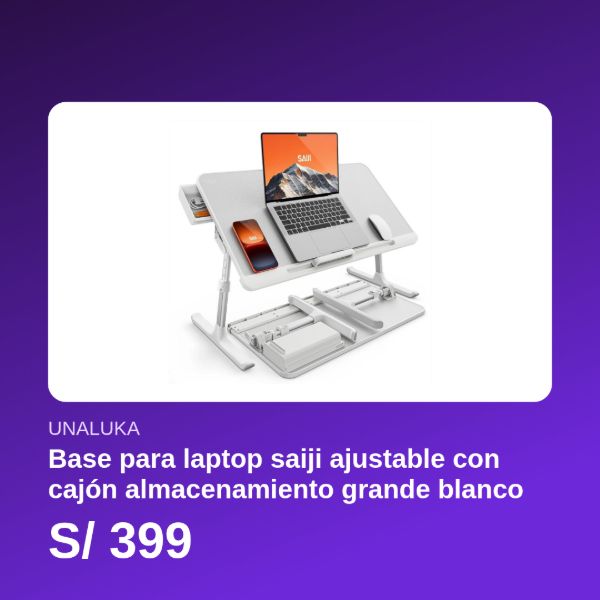 SAIJI
UNALUKA
Base para laptop saiji ajustable con
cajón almacenamiento grande blanco
S/ 399